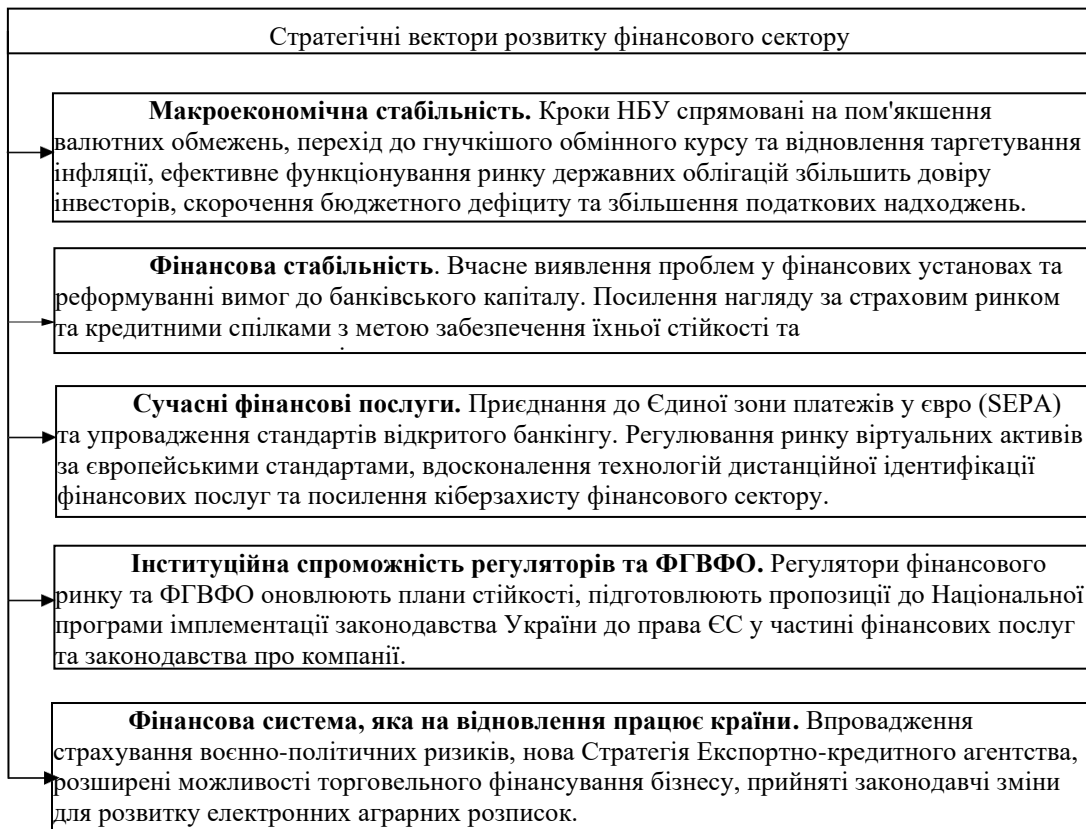 Стратегічні вектори розвитку фінансового сектору
Макроекономічна стабільність. Кроки НБУ спрямовані на пом'якшення
валютних обмежень, перехід до гнучкішого обмінного курсу та відновлення таргетування
інфляції, ефективне функціонування ринку державних облігацій збільшить довіру
інвесторів, скорочення бюджетного дефіциту та збільшення податкових надходжень.
Фінансова стабільність. Вчасне виявлення проблем у фінансових установах та
реформуванні вимог до банківського капіталу. Посилення нагляду за страховим ринком
та кредитними спілками з метою забезпечення їхньої стійкості та
Сучасні фінансові послуги. Приєднання до Єдиної зони платежів у євро (SEPA)
та упровадження стандартів відкритого банкінгу. Регулювання ринку віртуальних активів
за європейськими стандартами, вдосконалення технологій дистанційної ідентифікації
фінансових послуг та посилення кіберзахисту фінансового сектору.
Інституційна спроможність регуляторів та ФГВФО. Регулятори фінансового
ринку та ФГВФО оновлюють плани стійкості, підготовлюють пропозиції до Національної
програми імплементації законодавства України до права ЄС у частині фінансових послуг
та законодавства про компанії.
Фінансова система, яка на відновлення працює країни. Впровадження
страхування воєнно-політичних ризиків, нова Стратегія Експортно-кредитного агентства,
розширені можливості торговельного фінансування бізнесу, прийняті законодавчі зміни
для розвитку електронних аграрних розписок.